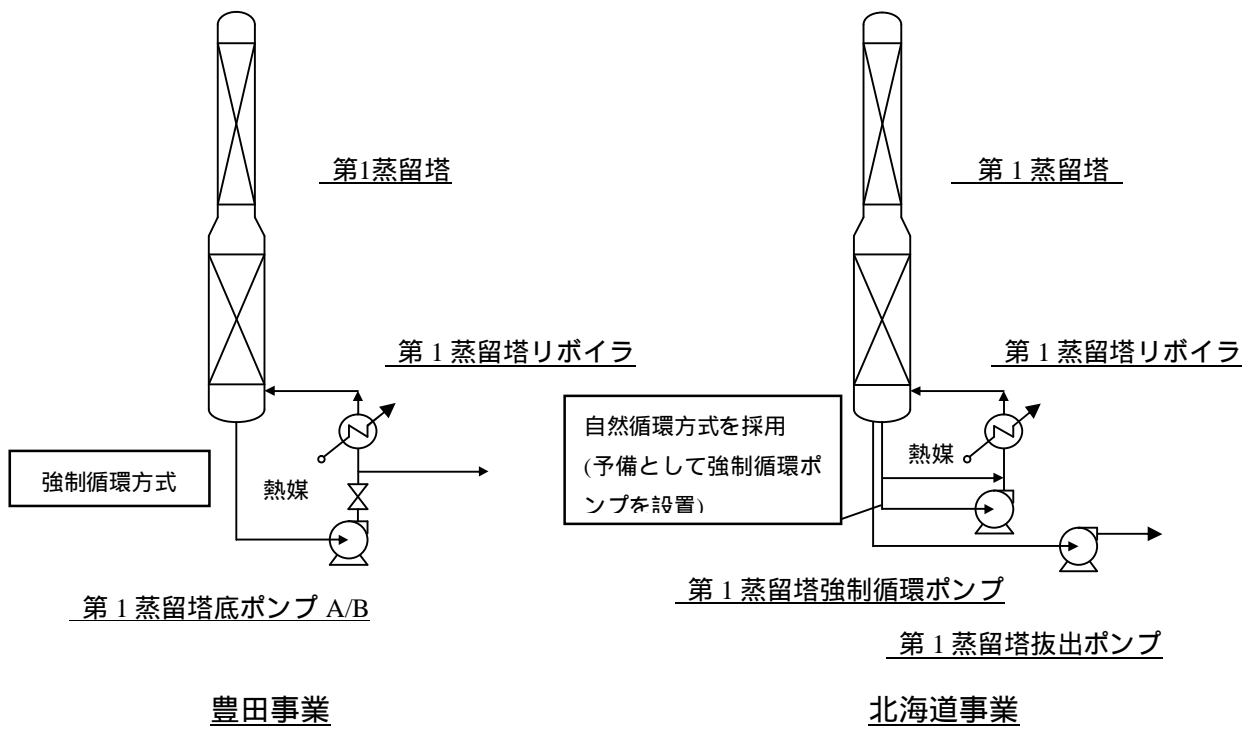 第1蒸留塔
第 1 蒸留塔リボイラ
強制循環方式
熱媒
第 1 蒸留塔底ポンプ A/B
豊田事業
第 1 蒸留塔
第 1 蒸留塔リボイラ
自然循環方式を採用
(予備として強制循環ポ
ンプを設置)
熱媒
第 1 蒸留塔強制循環ポンプ
第 1 蒸留塔抜出ポンプ
北海道事業